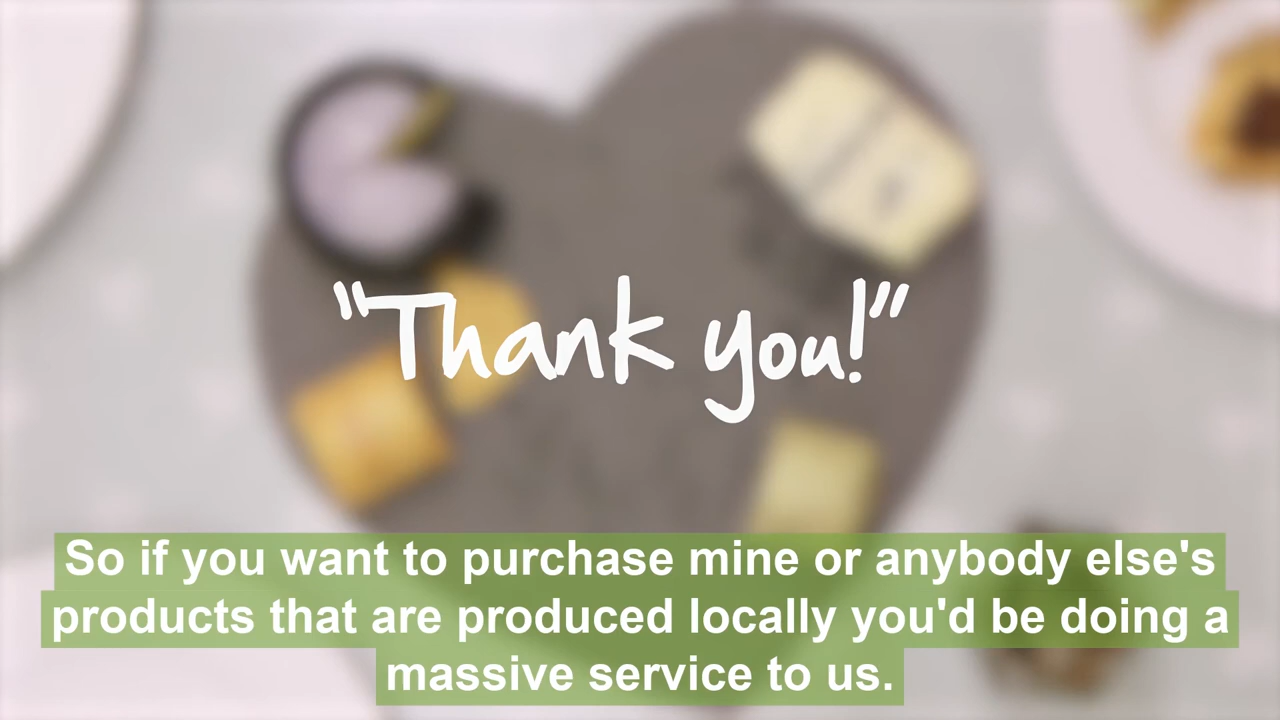 “Thank you!”
So if you want to purchase mine or anybody else's
products that are produced locally you'd be doing a
massive service to us.